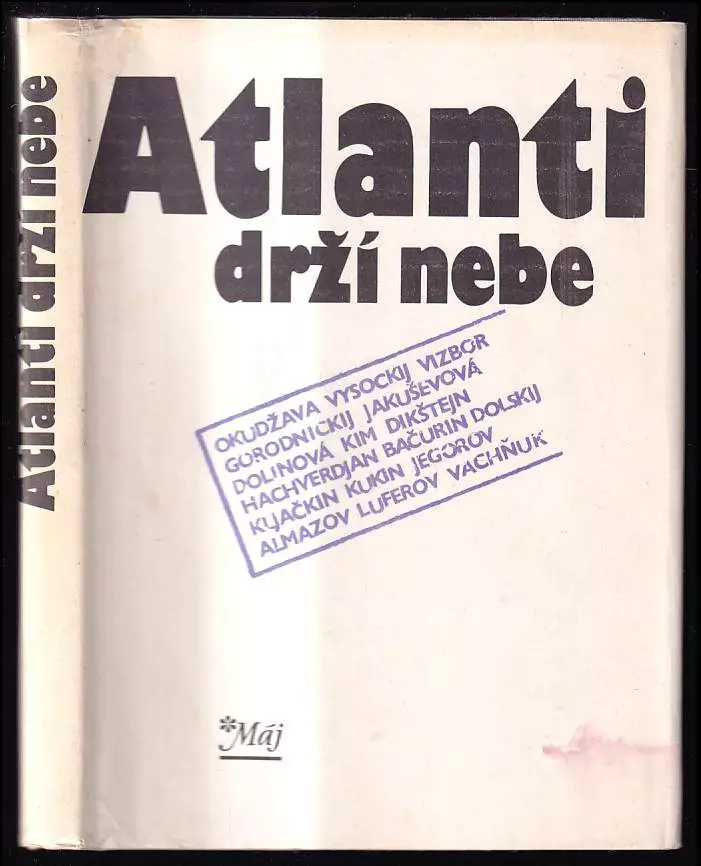 Atlanti drží nebe
Atlanti
drží nebe
OKUDŽAVA VYSOCKIJ VIZBOR
GORODNICKIJ JAKUŠEVOVÁ
DOLINOVÁ KIM DIKŠTEJN
HACHVERDJAN BAČURIN DOLSKIJ
KLJAČKIN KUKIN JEGOROV
ALMAZOV LUFEROV VACHŇUK
*Máj